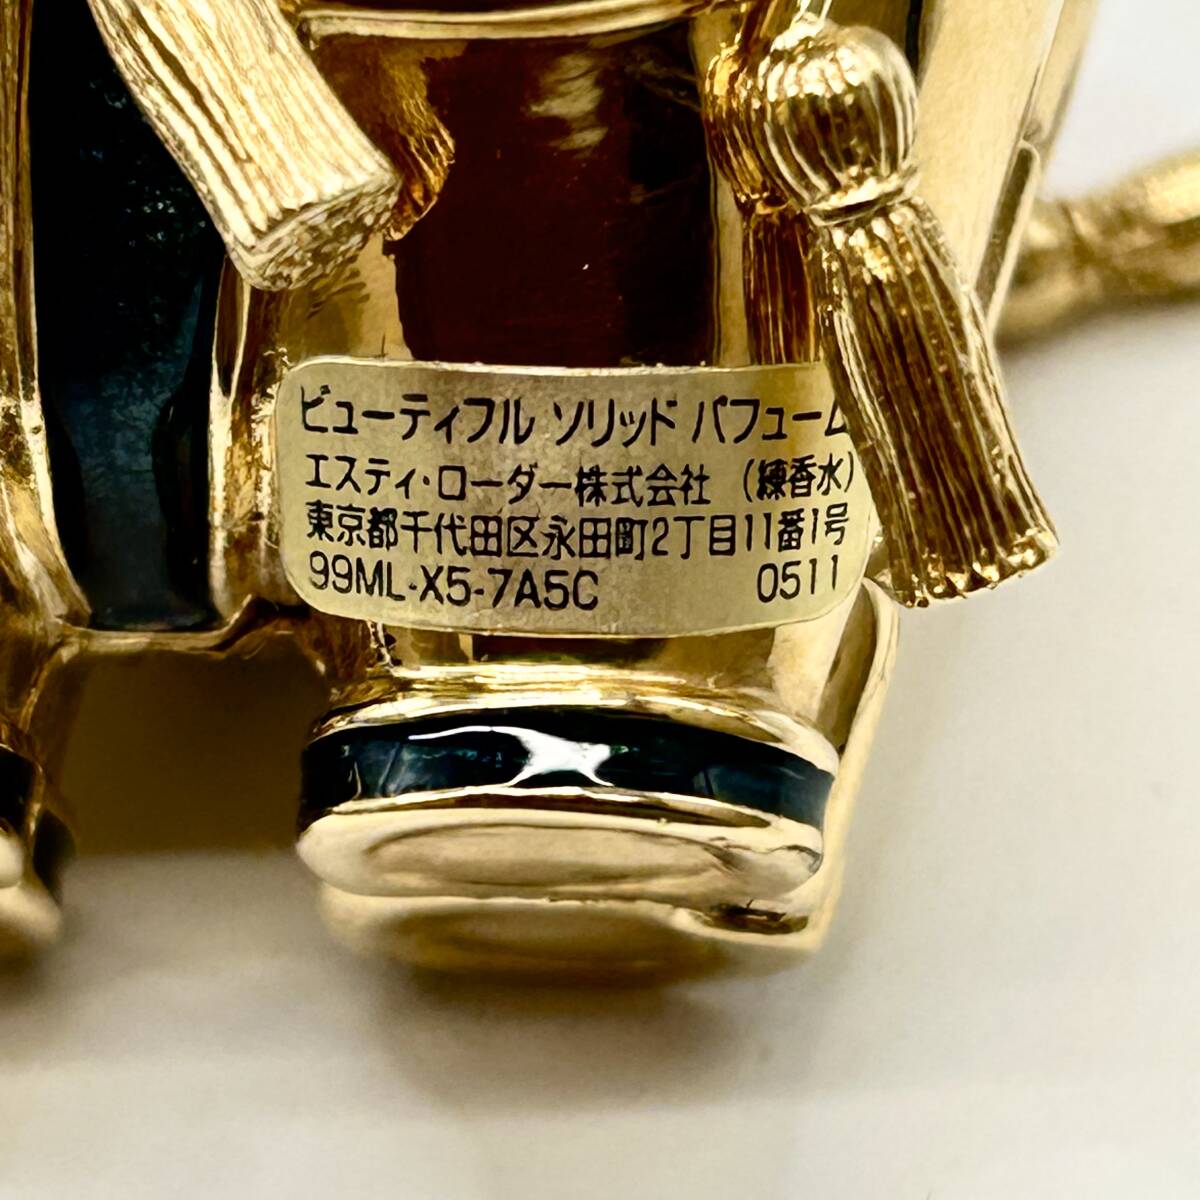 ビューティフル ソリッド パフューム
エスティ・ローダー株式会社 (練香水)
東京都千代田区永田町2丁目11番1号
99ML-X5-7A5C 0511